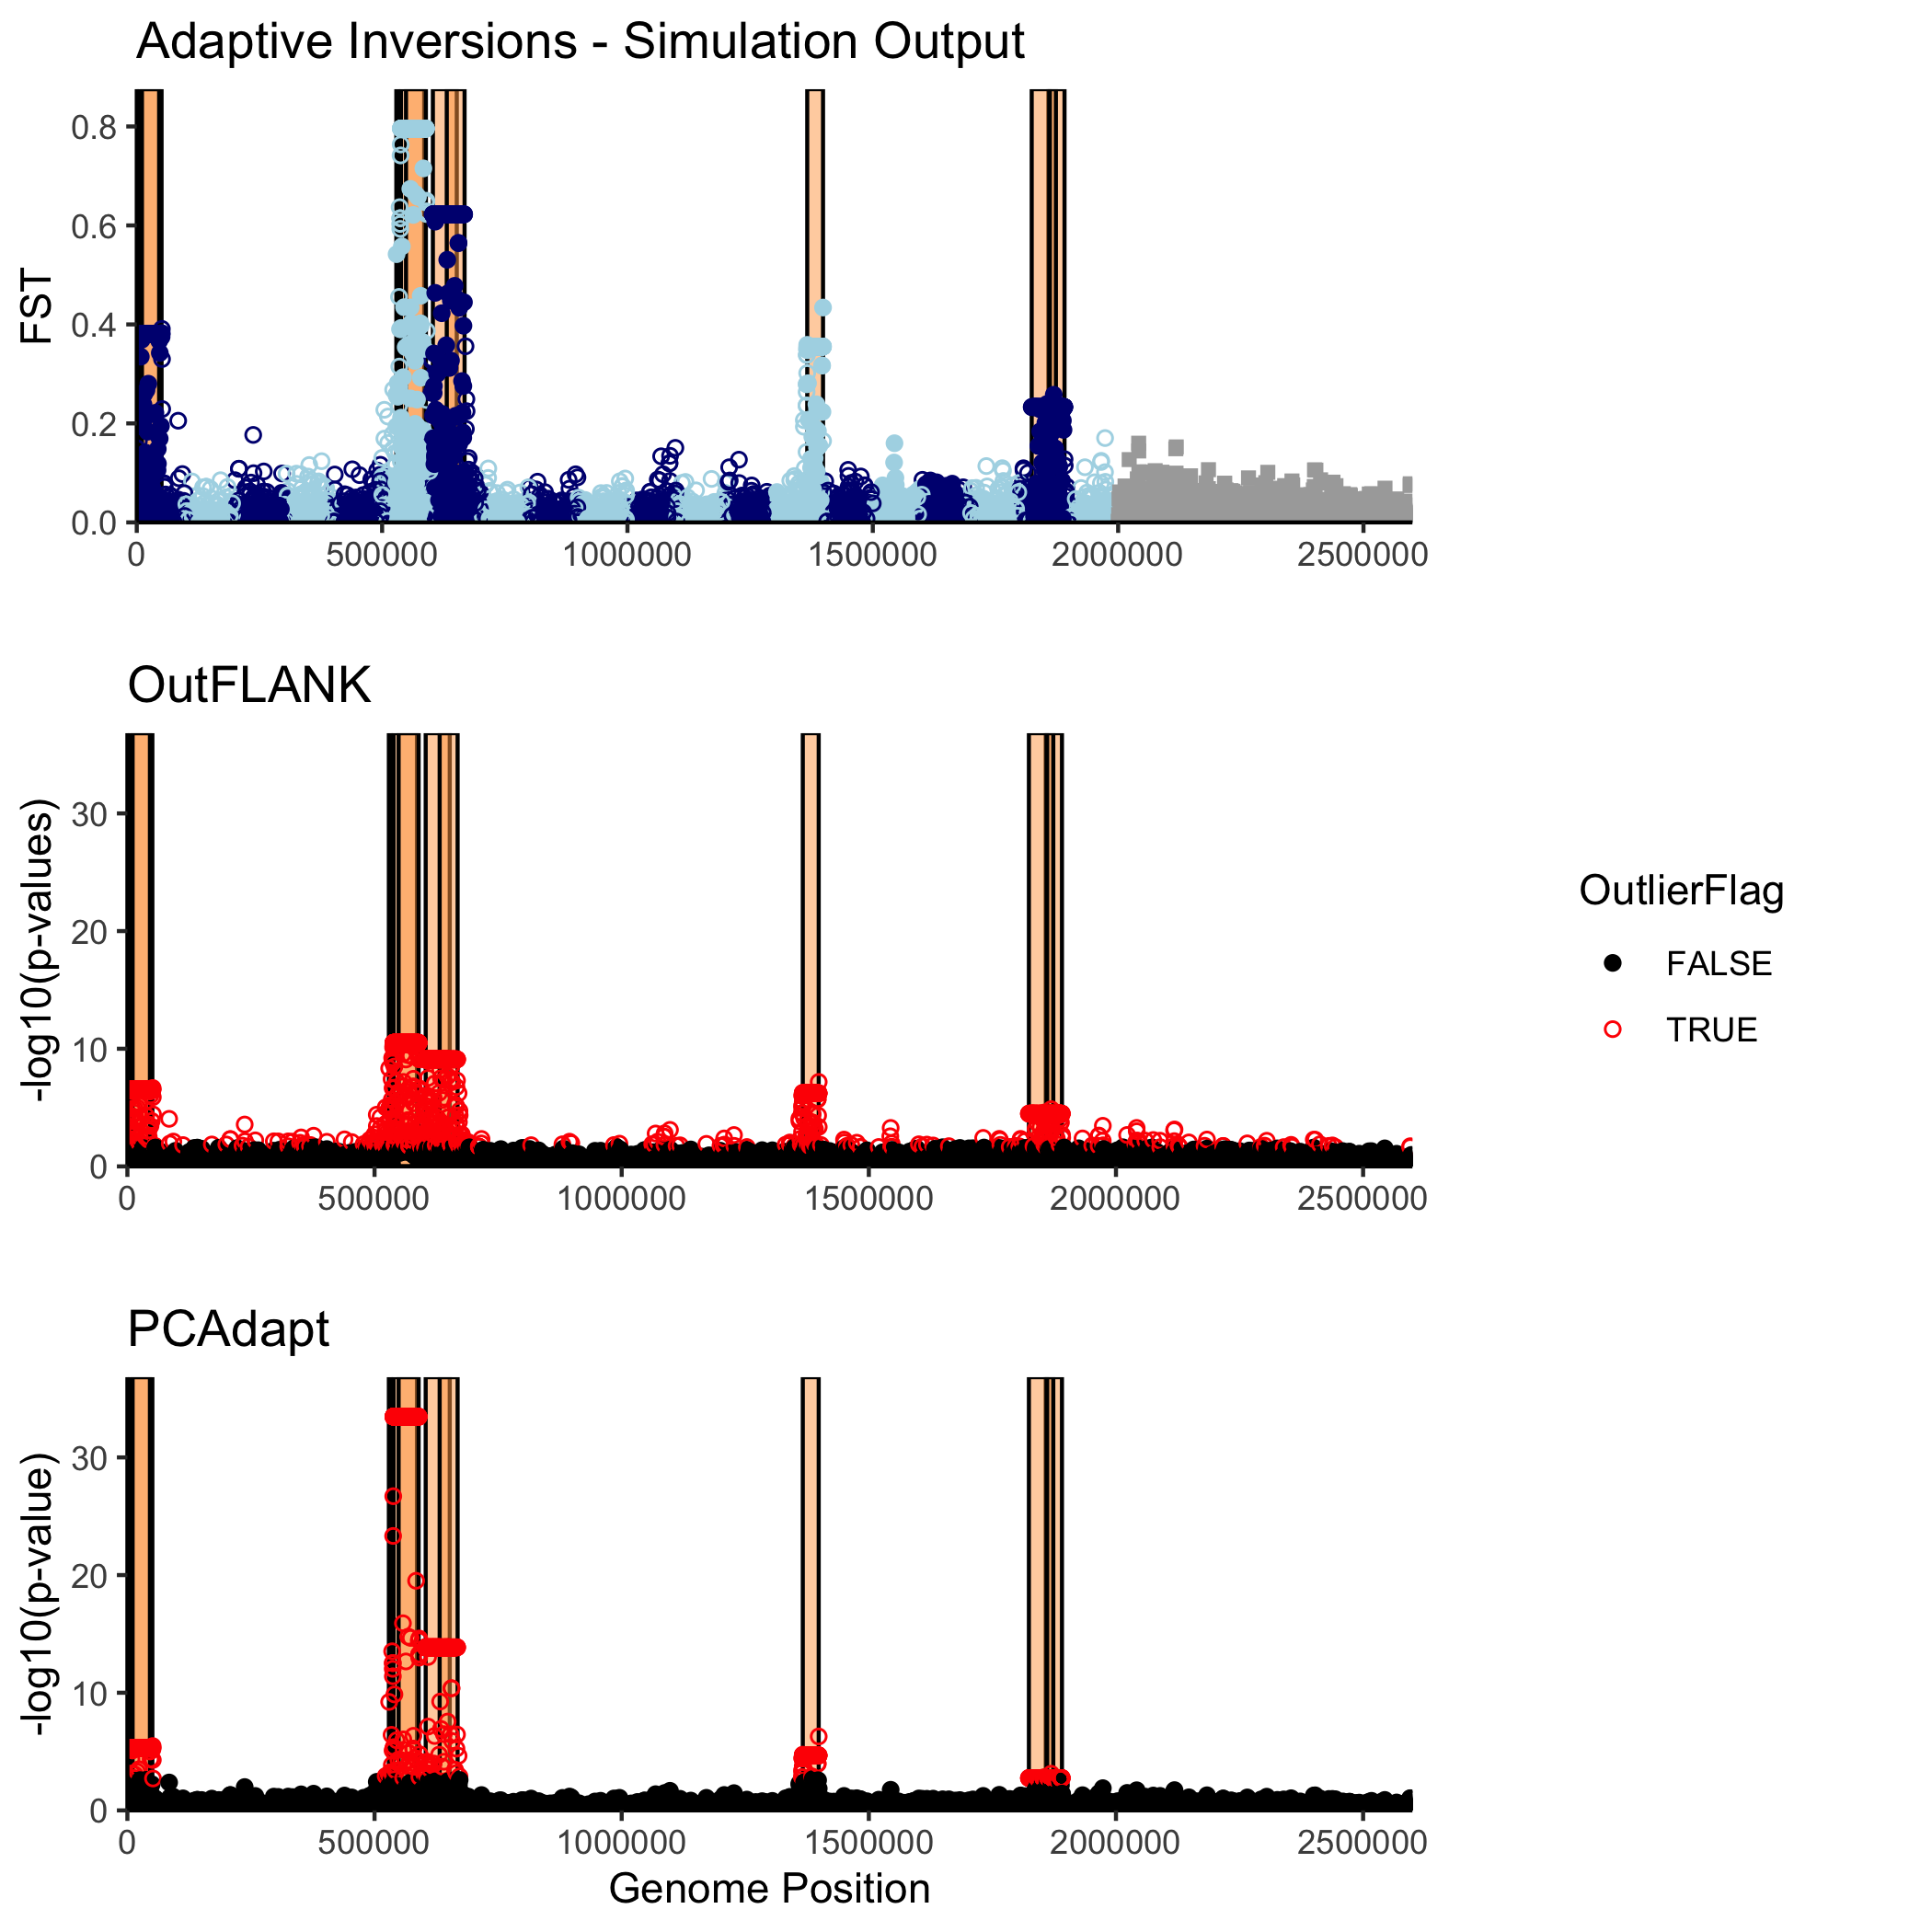 Adaptive Inversions - Simulation Output
FST
0.8
0.6
0.4
0.2
0.0
0 500000 1000000 1500000 2000000 2500000
OutFLANK
-log10(p-values)
30
20
10
0
0 500000 1000000 1500000 2000000 2500000
OutlierFlag
FALSE
TRUE
PCAdapt
-log10(p-value)
30
20
10
0
0 500000 1000000 1500000 2000000 2500000
Genome Position